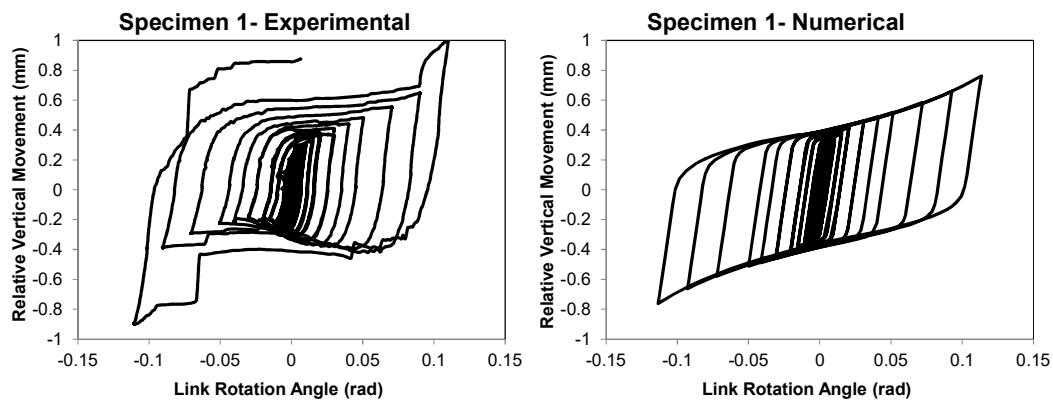 Specimen 1- Experimental
Relative Vertical Movement (mm)
1
0.8
0.6
0.4
0.2
0
-0.2
-0.4
-0.6
-0.8
-1
-0.15 -0.1 -0.05 0 0.05 0.1 0.15
Link Rotation Angle (rad)
Specimen 1- Numerical
Relative Vertical Movement (mm)
1
0.8
0.6
0.4
0.2
0
-0.2
-0.4
-0.6
-0.8
-1
-0.15 -0.1 -0.05 0 0.05 0.1 0.15
Link Rotation Angle (rad)